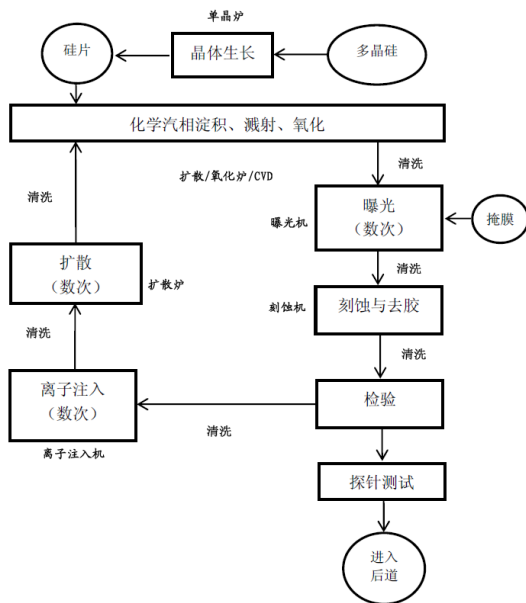 单晶炉
硅片
晶体生长
多晶硅
化学汽相淀积、溅射、氧化
清洗
扩散/氧化炉/CVD
清洗
曝光
（数次）
曝光机
掩膜
扩散
（数次）
扩散炉
清洗
刻蚀机
刻蚀与去胶
清洗
清洗
离子注入
（数次）
离子注入机
清洗
检验
探针测试
进入
后道